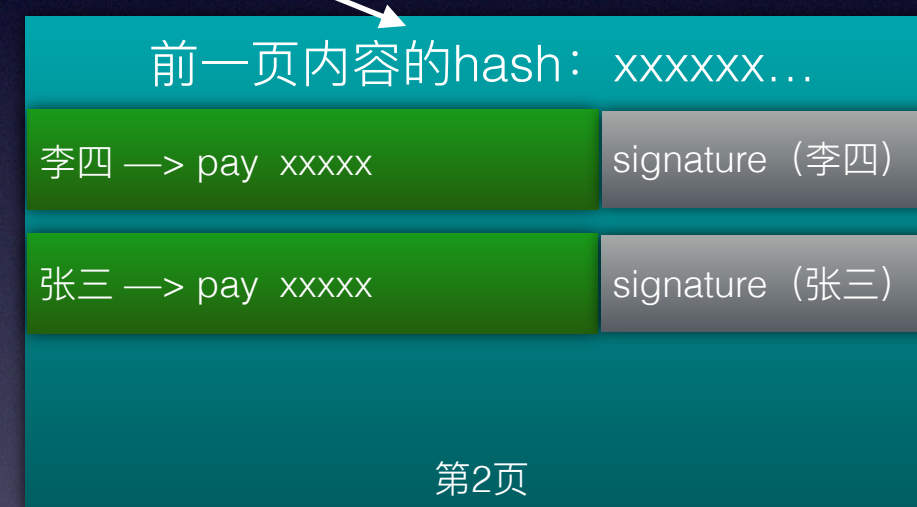 前一页内容的hash：xxxxxx…
李四 —> pay xxxxx
signature（李四）
张三 —> pay xxxxx
signature（张三）
第2页